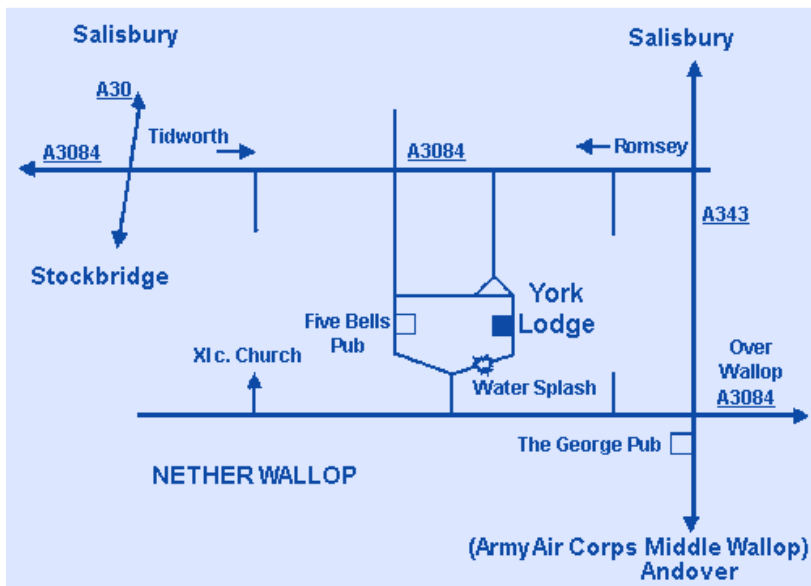 Salisbury
Salisbury
A30
Tidworth
A3084
A3084
Romsey
A343
Stockbridge
York
Lodge
Five Bells
Pub
XI c. Church
Water Splash
Over
Wallop
A3084
The George Pub
NETHER WALLOP
(Army Air Corps Middle Wallop)
Andover